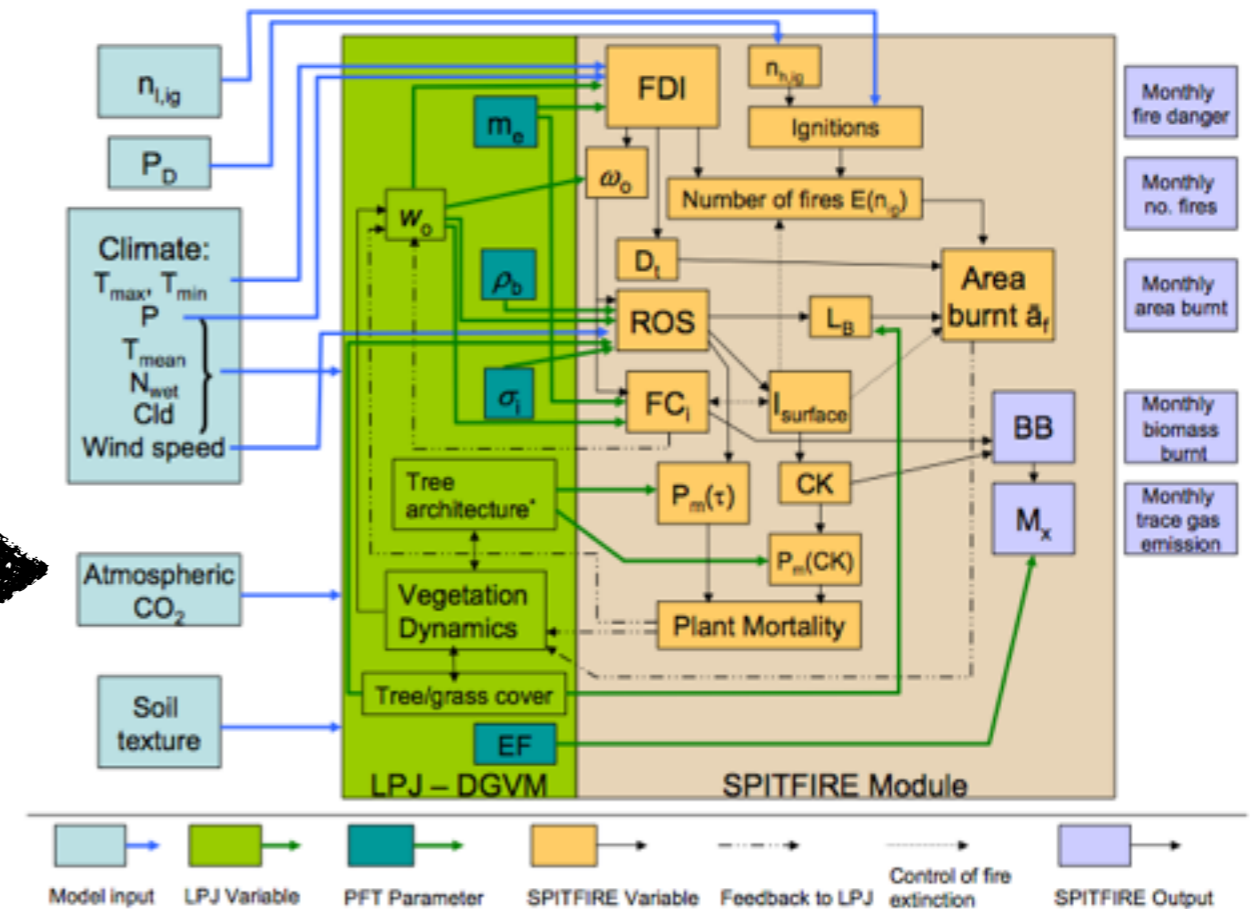 n_l,ig
P_D
Climate:
T_max, T_min
P
T_mean
N_wet
Cld
Wind speed
Atmospheric
CO₂
Soil
texture
m_e
w_o
ρ_b
σ_i
Tree
architecture*
Vegetation
Dynamics
Tree/grass cover
EF
LPJ – DGVM
FDI
n_h,ig
Ignitions
ω_o
Number of fires E(n_ig)
D_t
ROS
L_B
Area
burnt ā_f
FC_i
I_surface
BB
P_m(τ)
CK
M_x
P_m(CK)
Plant Mortality
SPITFIRE Module
Monthly
fire danger
Monthly
no. fires
Monthly
area burnt
Monthly
biomass
burnt
Monthly
trace gas
emission
Model input
LPJ Variable
PFT Parameter
SPITFIRE Variable
Feedback to LPJ
Control of fire
extinction
SPITFIRE Output